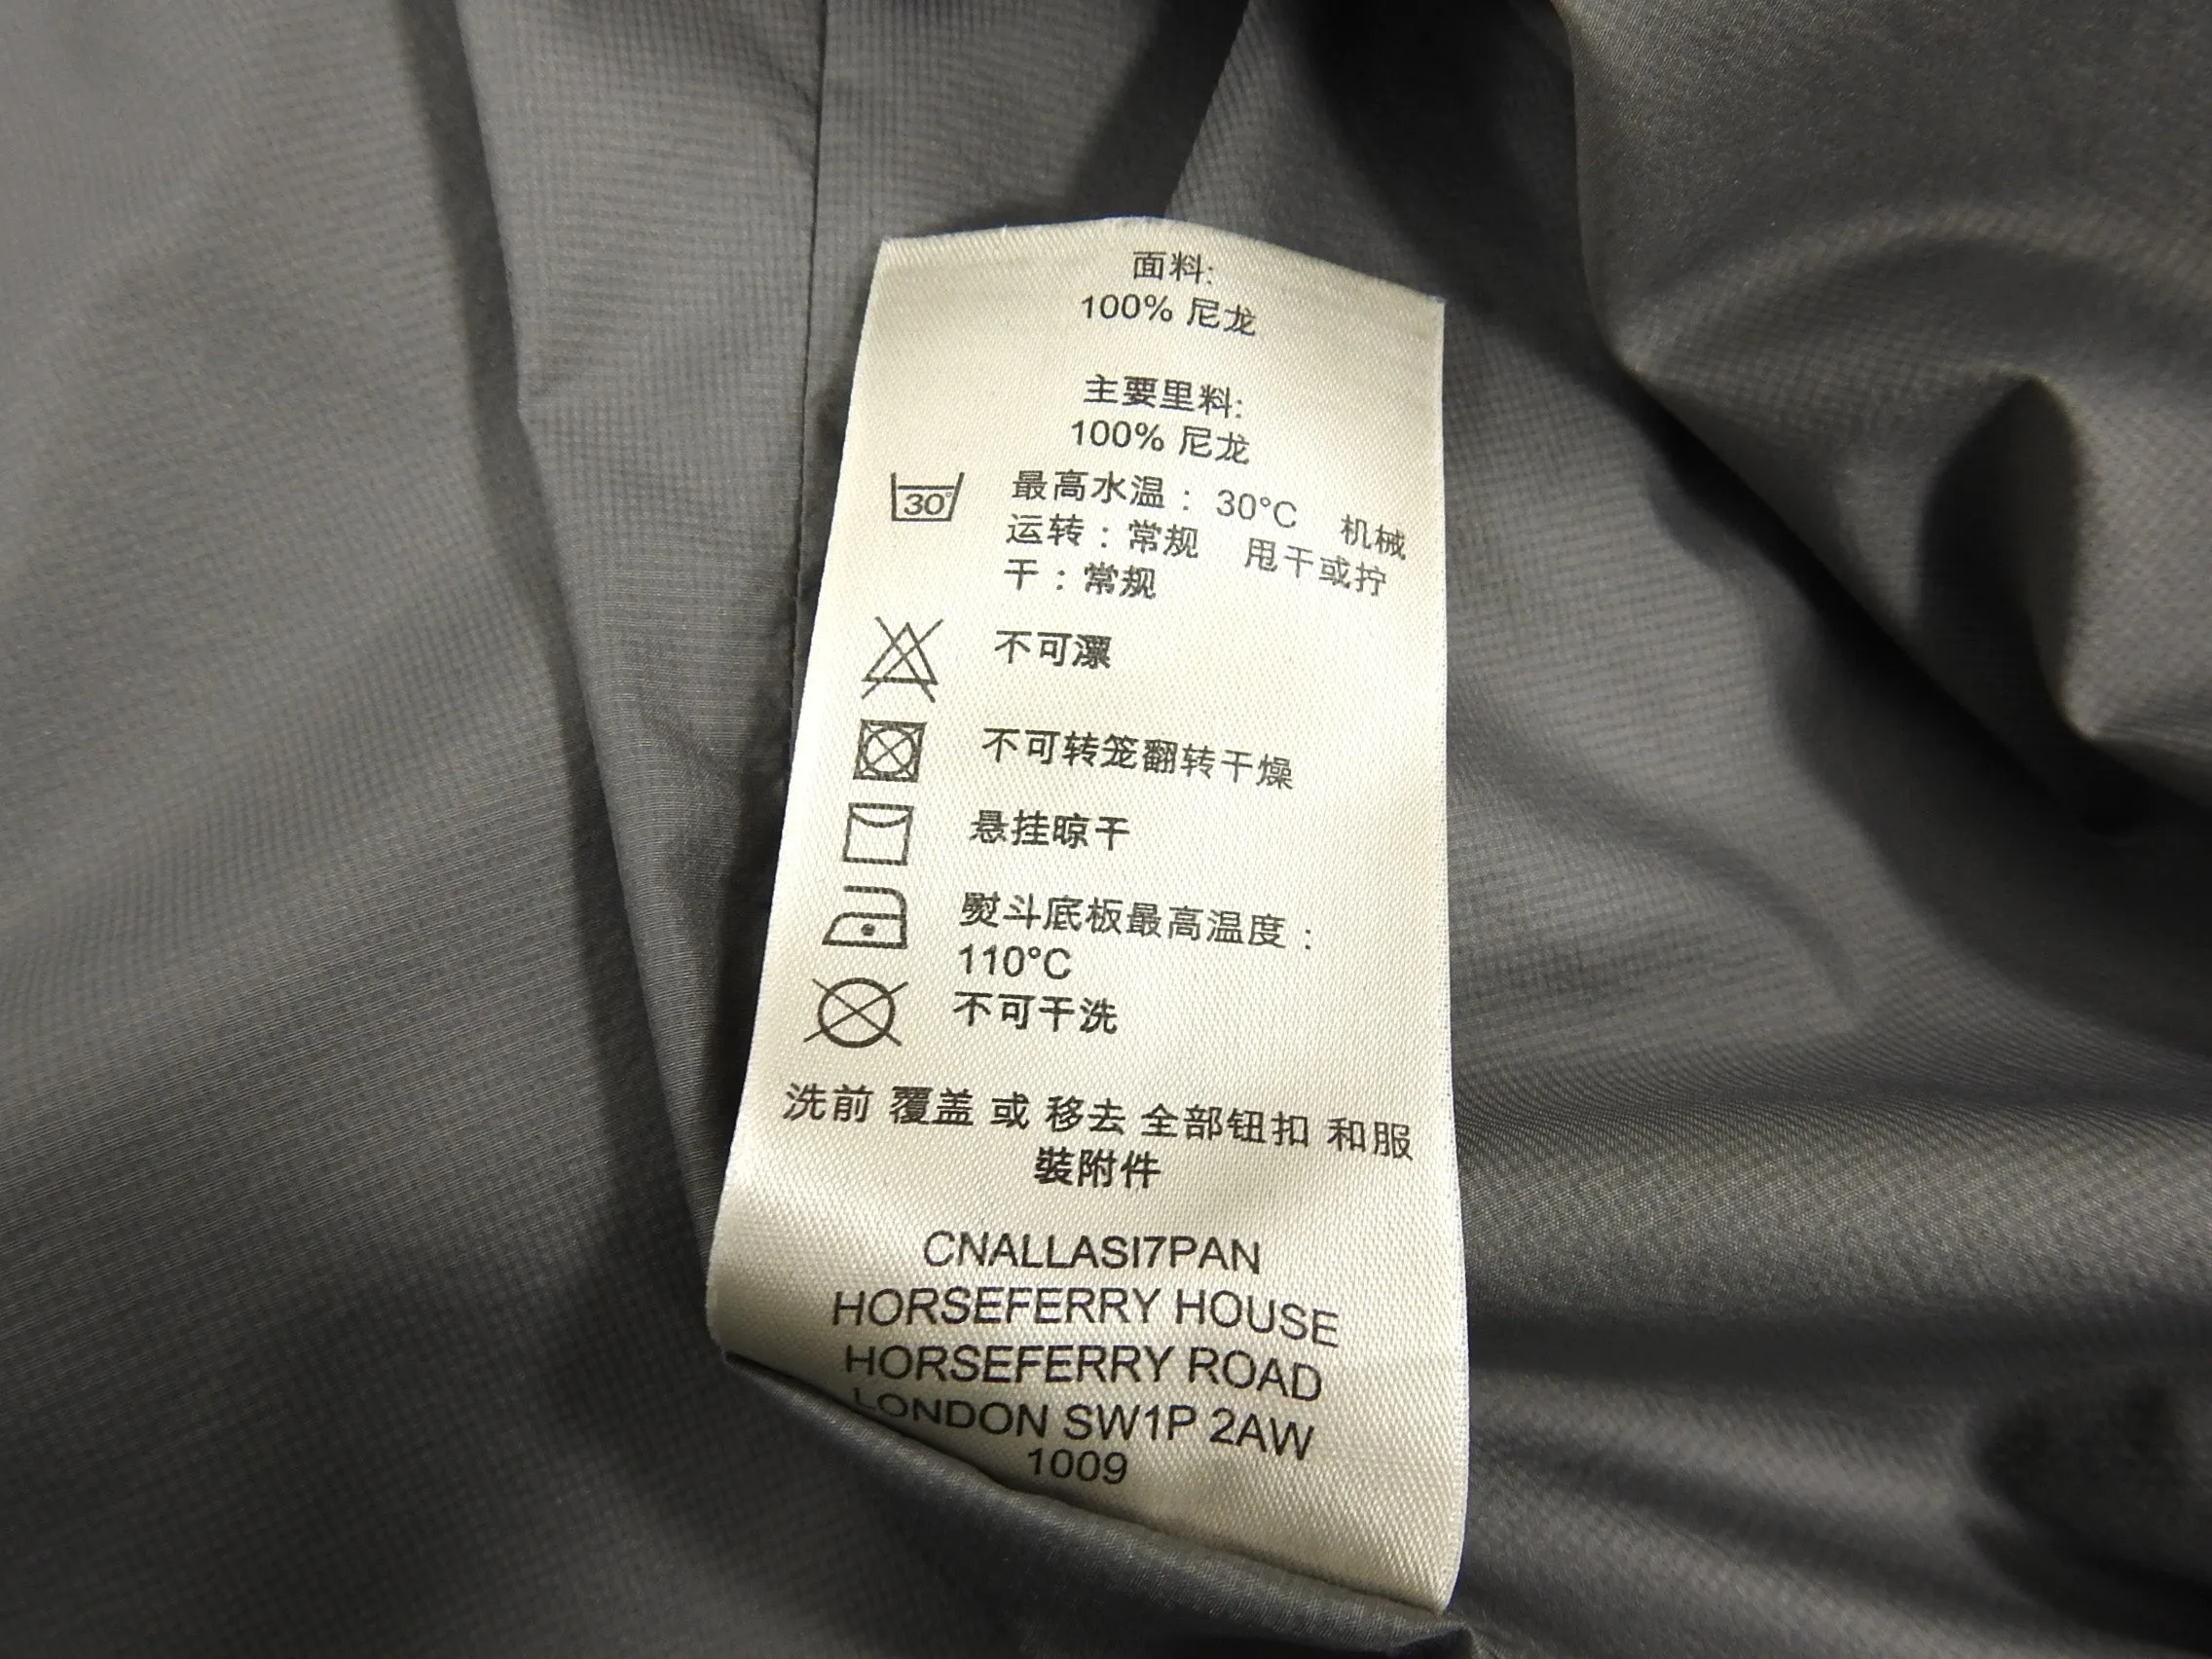 面料:
100% 尼龙
主要里料:
100% 尼龙
30°
最高水温：30°C 机械
运转：常规 甩干或拧
干：常规
不可漂
不可转笼翻转干燥
悬挂晾干
熨斗底板最高温度：
110°C
不可干洗
洗前 覆盖 或 移去 全部钮扣 和服
装附件
CNALLASI7PAN
HORSEFERRY HOUSE
HORSEFERRY ROAD
LONDON SW1P 2AW
1009